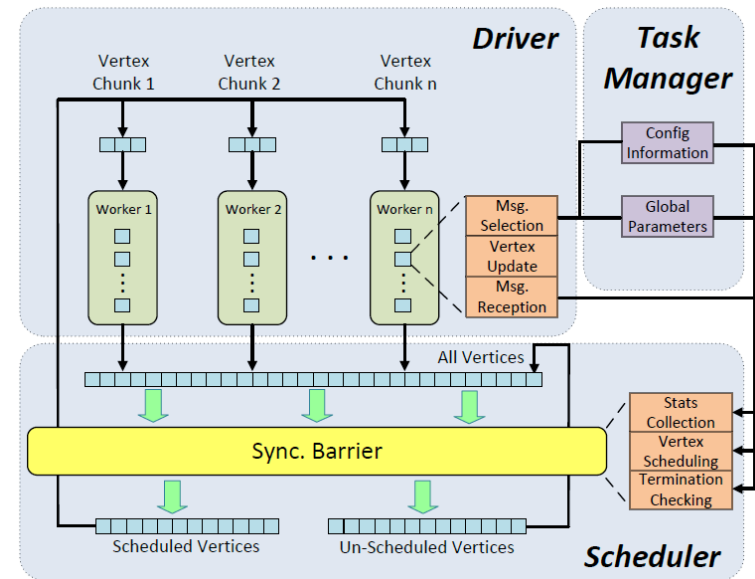 Driver
Task
Manager
Vertex
Chunk 1
Vertex
Chunk 2
Vertex
Chunk n
Config
Information
Global
Parameters
Worker 1
Worker 2
Worker n
. . .
Msg.
Selection
Vertex
Update
Msg.
Reception
All Vertices
Sync. Barrier
Stats
Collection
Vertex
Scheduling
Termination
Checking
Scheduled Vertices
Un-Scheduled Vertices
Scheduler